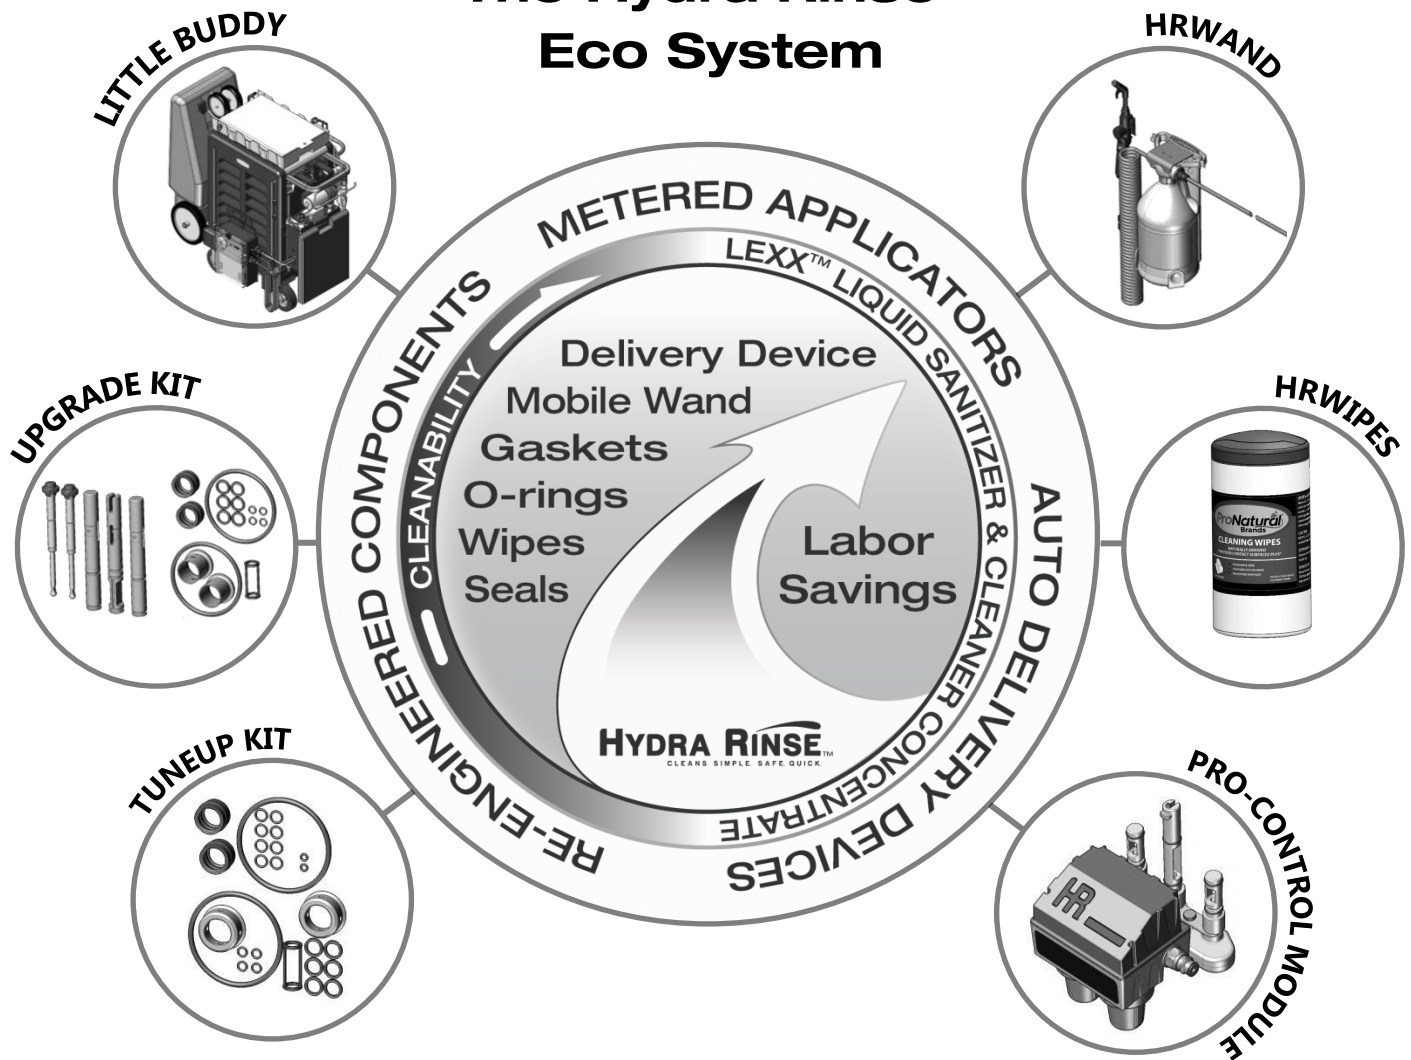 The Hydra Rinse
Eco System
LITTLE BUDDY
HRWAND
UPGRADE KIT
HRWIPES
TUNEUP KIT
PRO-CONTROL MODULE
METERED APPLICATORS
AUTO DELIVERY DEVICES
RE-ENGINEERED COMPONENTS
LEXX™ LIQUID SANITIZER & CLEANER CONCENTRATE
CLEANABILITY
Delivery Device
Mobile Wand
Gaskets
O-rings
Wipes
Seals
Labor
Savings
HYDRA RINSE™
CLEANS SIMPLE. SAFE. QUICK.
ProNatural
Brands
CLEANING WIPES
HR